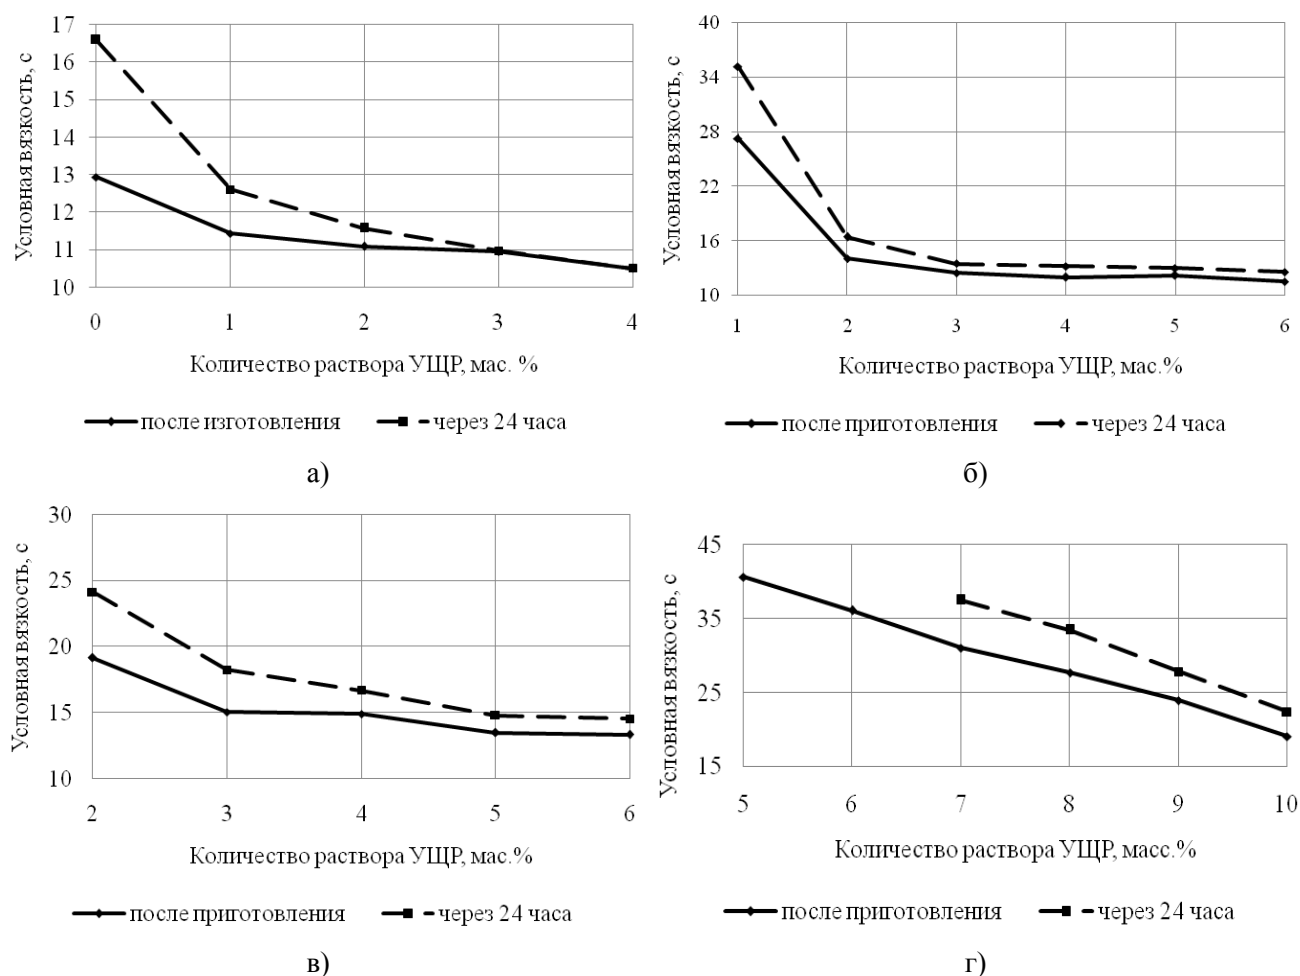 17
16
15
14
13
12
11
10
Условная вязкость, с
0 1 2 3 4
Количество раствора УЩР, мас. %
после изготовления через 24 часа
а)
40
34
28
22
16
10
Условная вязкость, с
1 2 3 4 5 6
Количество раствора УЩР, мас.%
после приготовления через 24 часа
б)
30
25
20
15
10
Условная вязкость, с
2 3 4 5 6
Количество раствора УЩР, мас.%
после приготовления через 24 часа
в)
45
35
25
15
Условная вязкость, с
5 6 7 8 9 10
Количество раствора УЩР, масс.%
после приготовления через 24 часа
г)